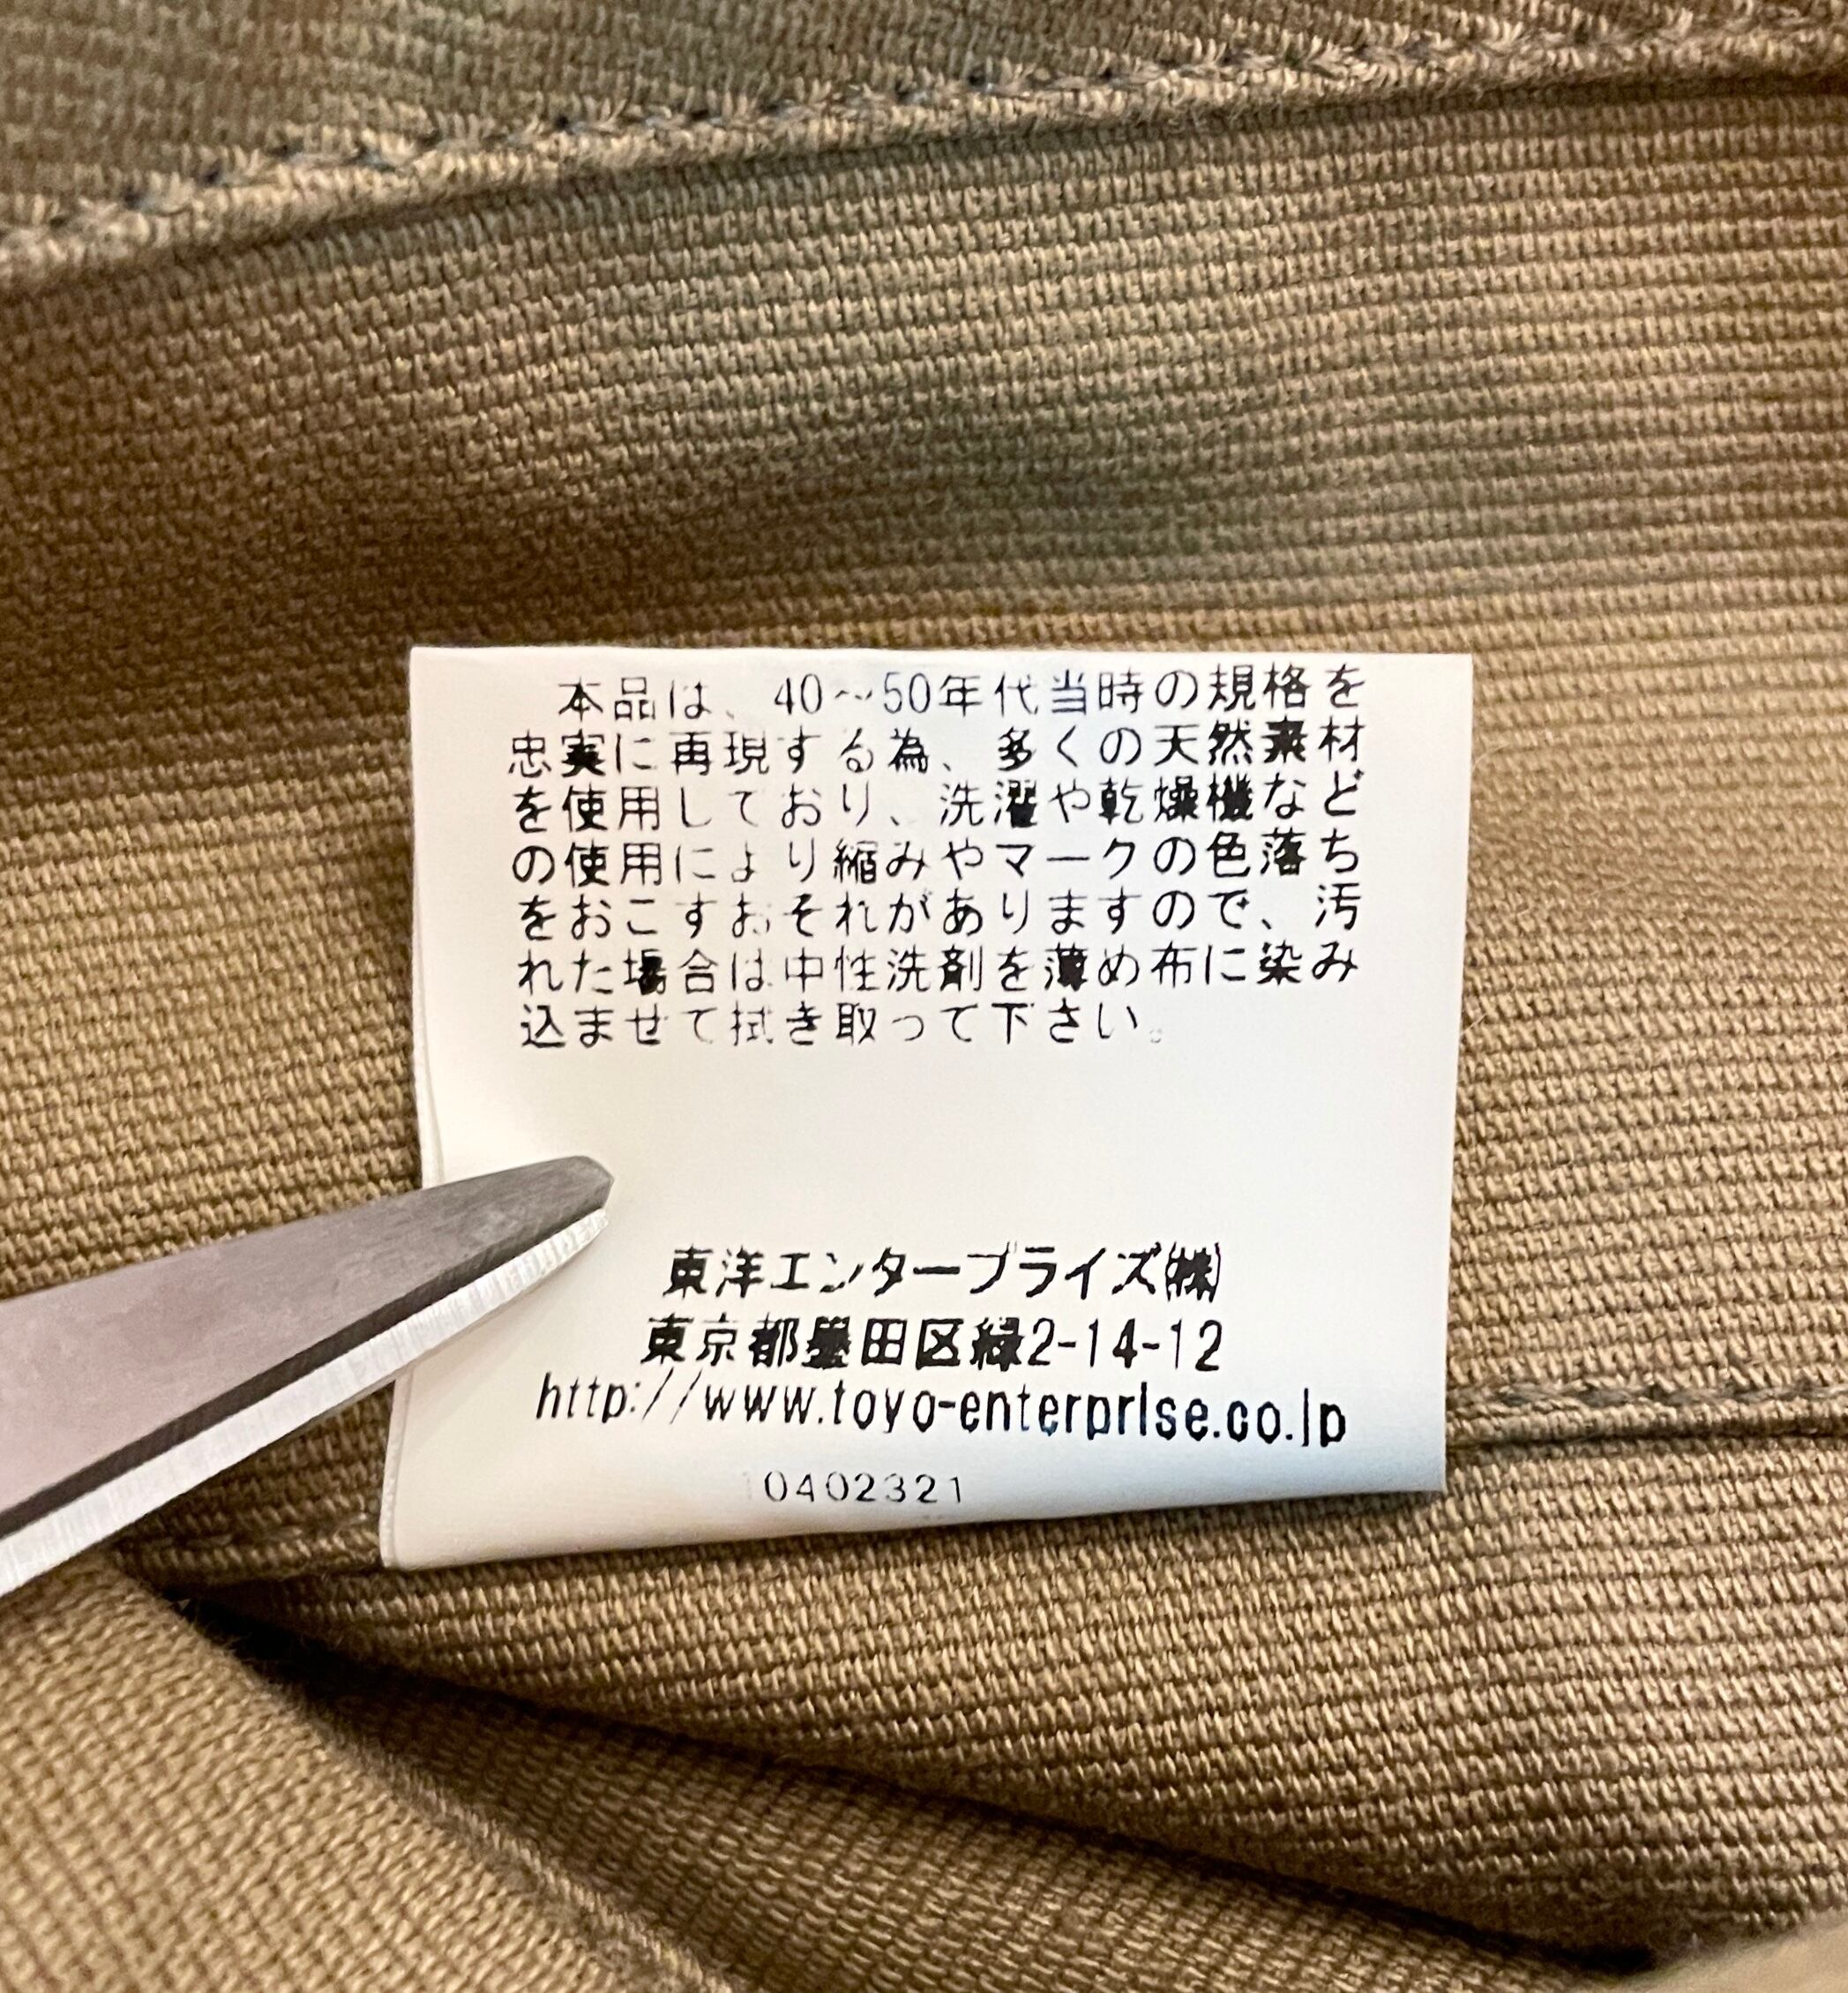 本品は、40～50年代当時の規格を
忠実に再現する為、多くの天然素材
を使用しており、洗濯や乾燥機など
の使用により縮みやマークの色落ち
をおこすおそれがありますので、汚
れた場合は中性洗剤を薄め布に染み
込ませて拭き取って下さい。
東洋エンタープライズ㈱
東京都墨田区緑2-14-12
http://www.toyo-enterprise.co.jp
10402321